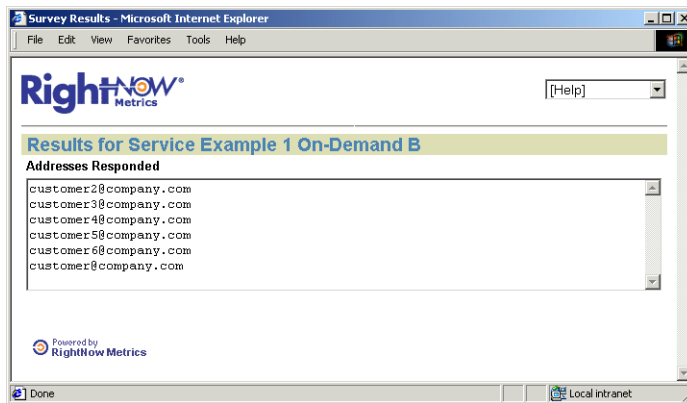 Survey Results - Microsoft Internet Explorer
File Edit View Favorites Tools Help
RightNOW®
Metrics
[Help]
Results for Service Example 1 On-Demand B
Addresses Responded
customer2@company.com
customer3@company.com
customer4@company.com
customer5@company.com
customer6@company.com
customer@company.com
Powered by
RightNow Metrics
Done
Local intranet